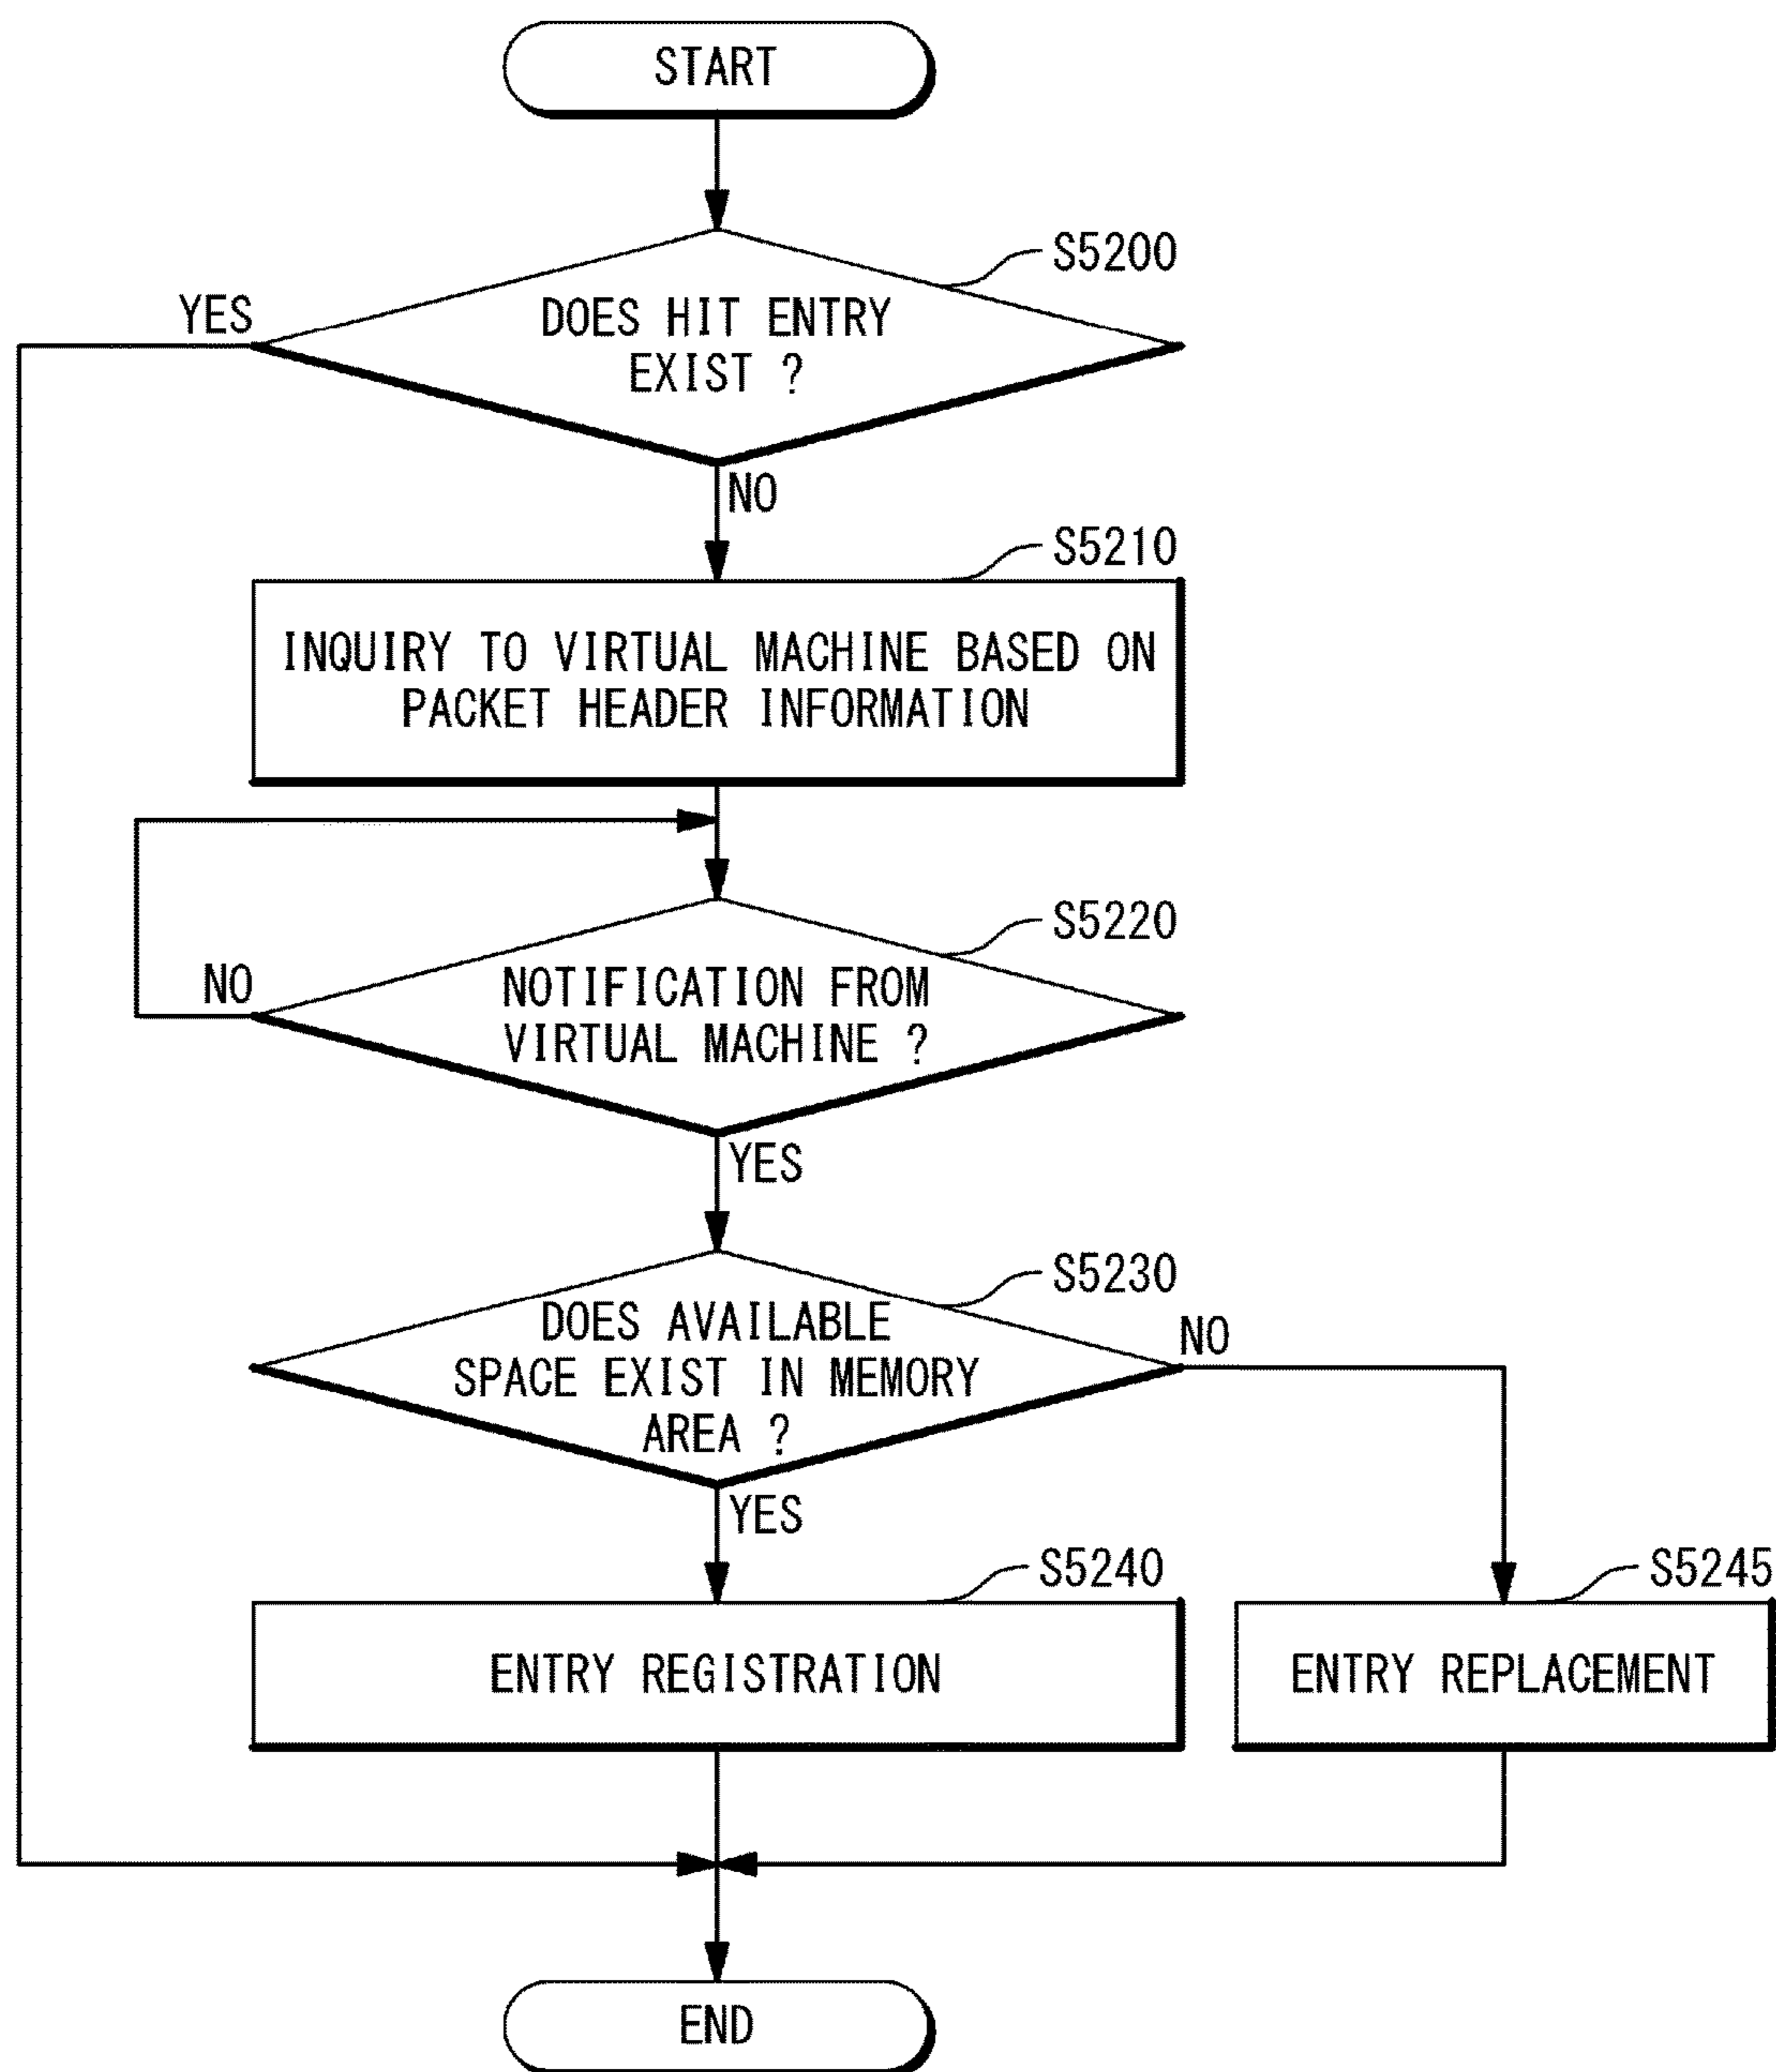 START
S5200
YES
DOES HIT ENTRY
EXIST ?
NO
S5210
INQUIRY TO VIRTUAL MACHINE BASED ON
PACKET HEADER INFORMATION
S5220
NO
NOTIFICATION FROM
VIRTUAL MACHINE ?
YES
S5230
DOES AVAILABLE
SPACE EXIST IN MEMORY
AREA ?
NO
YES
S5240
S5245
ENTRY REGISTRATION
ENTRY REPLACEMENT
END